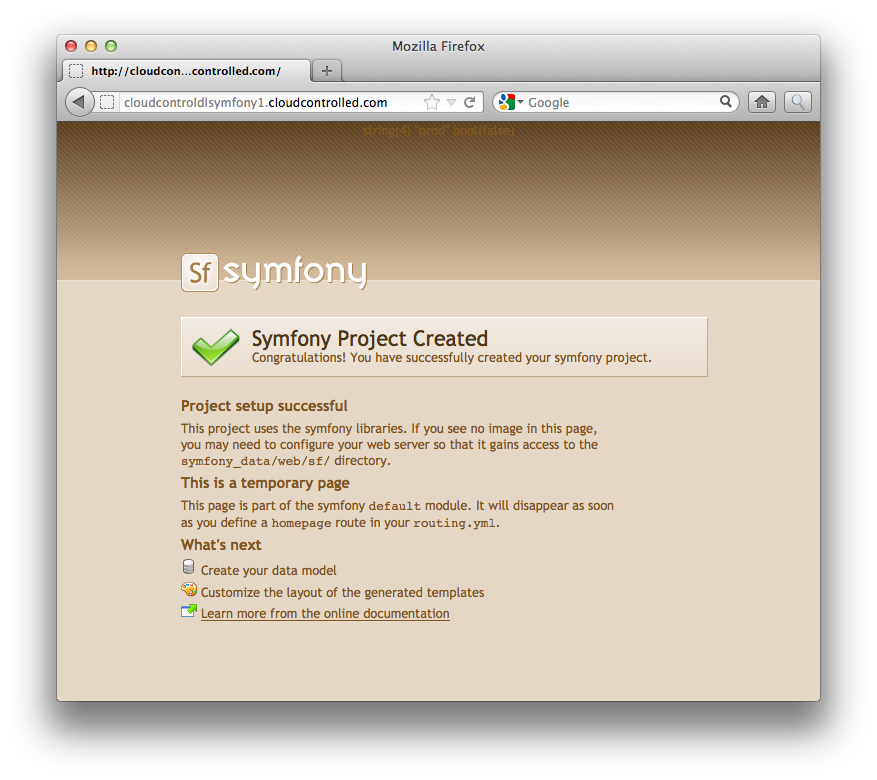 Mozilla Firefox
http://cloudcon...controlled.com/
cloudcontroldlsymfony1.cloudcontrolled.com
Google
string(4) "prod" bool(false)
Sf symfony
Symfony Project Created
Congratulations! You have successfully created your symfony project.
Project setup successful
This project uses the symfony libraries. If you see no image in this page,
you may need to configure your web server so that it gains access to the
symfony_data/web/sf/ directory.
This is a temporary page
This page is part of the symfony default module. It will disappear as soon
as you define a homepage route in your routing.yml.
What's next
Create your data model
Customize the layout of the generated templates
Learn more from the online documentation